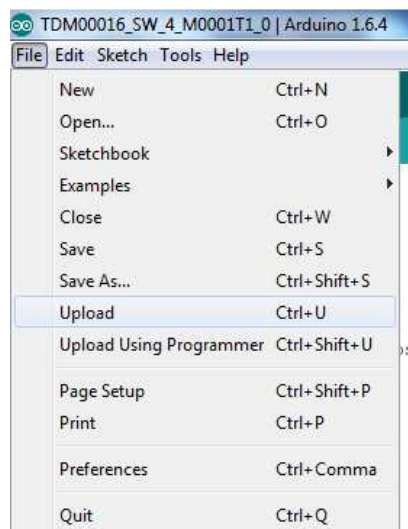 TDM00016_SW_4_M0001T1_0 | Arduino 1.6.4
File Edit Sketch Tools Help
New Ctrl+N
Open... Ctrl+O
Sketchbook
Examples
Close Ctrl+W
Save Ctrl+S
Save As... Ctrl+Shift+S
Upload Ctrl+U
Upload Using Programmer Ctrl+Shift+U
Page Setup Ctrl+Shift+P
Print Ctrl+P
Preferences Ctrl+Comma
Quit Ctrl+Q